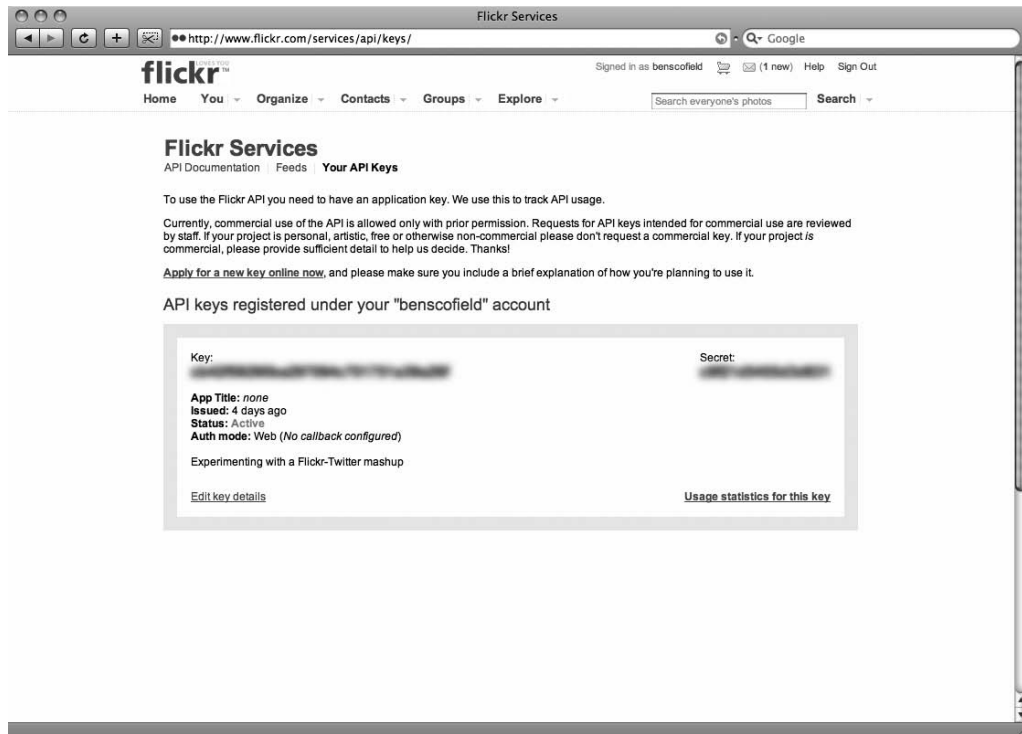 Flickr Services
http://www.flickr.com/services/api/keys/
Google
flickr™
LOVES YOU
Signed in as benscofield (1 new) Help Sign Out
Home You Organize Contacts Groups Explore Search everyone's photos Search
Flickr Services
API Documentation Feeds Your API Keys
To use the Flickr API you need to have an application key. We use this to track API usage.
Currently, commercial use of the API is allowed only with prior permission. Requests for API keys intended for commercial use are reviewed
by staff. If your project is personal, artistic, free or otherwise non-commercial please don't request a commercial key. If your project is
commercial, please provide sufficient detail to help us decide. Thanks!
Apply for a new key online now, and please make sure you include a brief explanation of how you're planning to use it.
API keys registered under your "benscofield" account
Key: Secret:
App Title: none
Issued: 4 days ago
Status: Active
Auth mode: Web (No callback configured)
Experimenting with a Flickr-Twitter mashup
Edit key details Usage statistics for this key